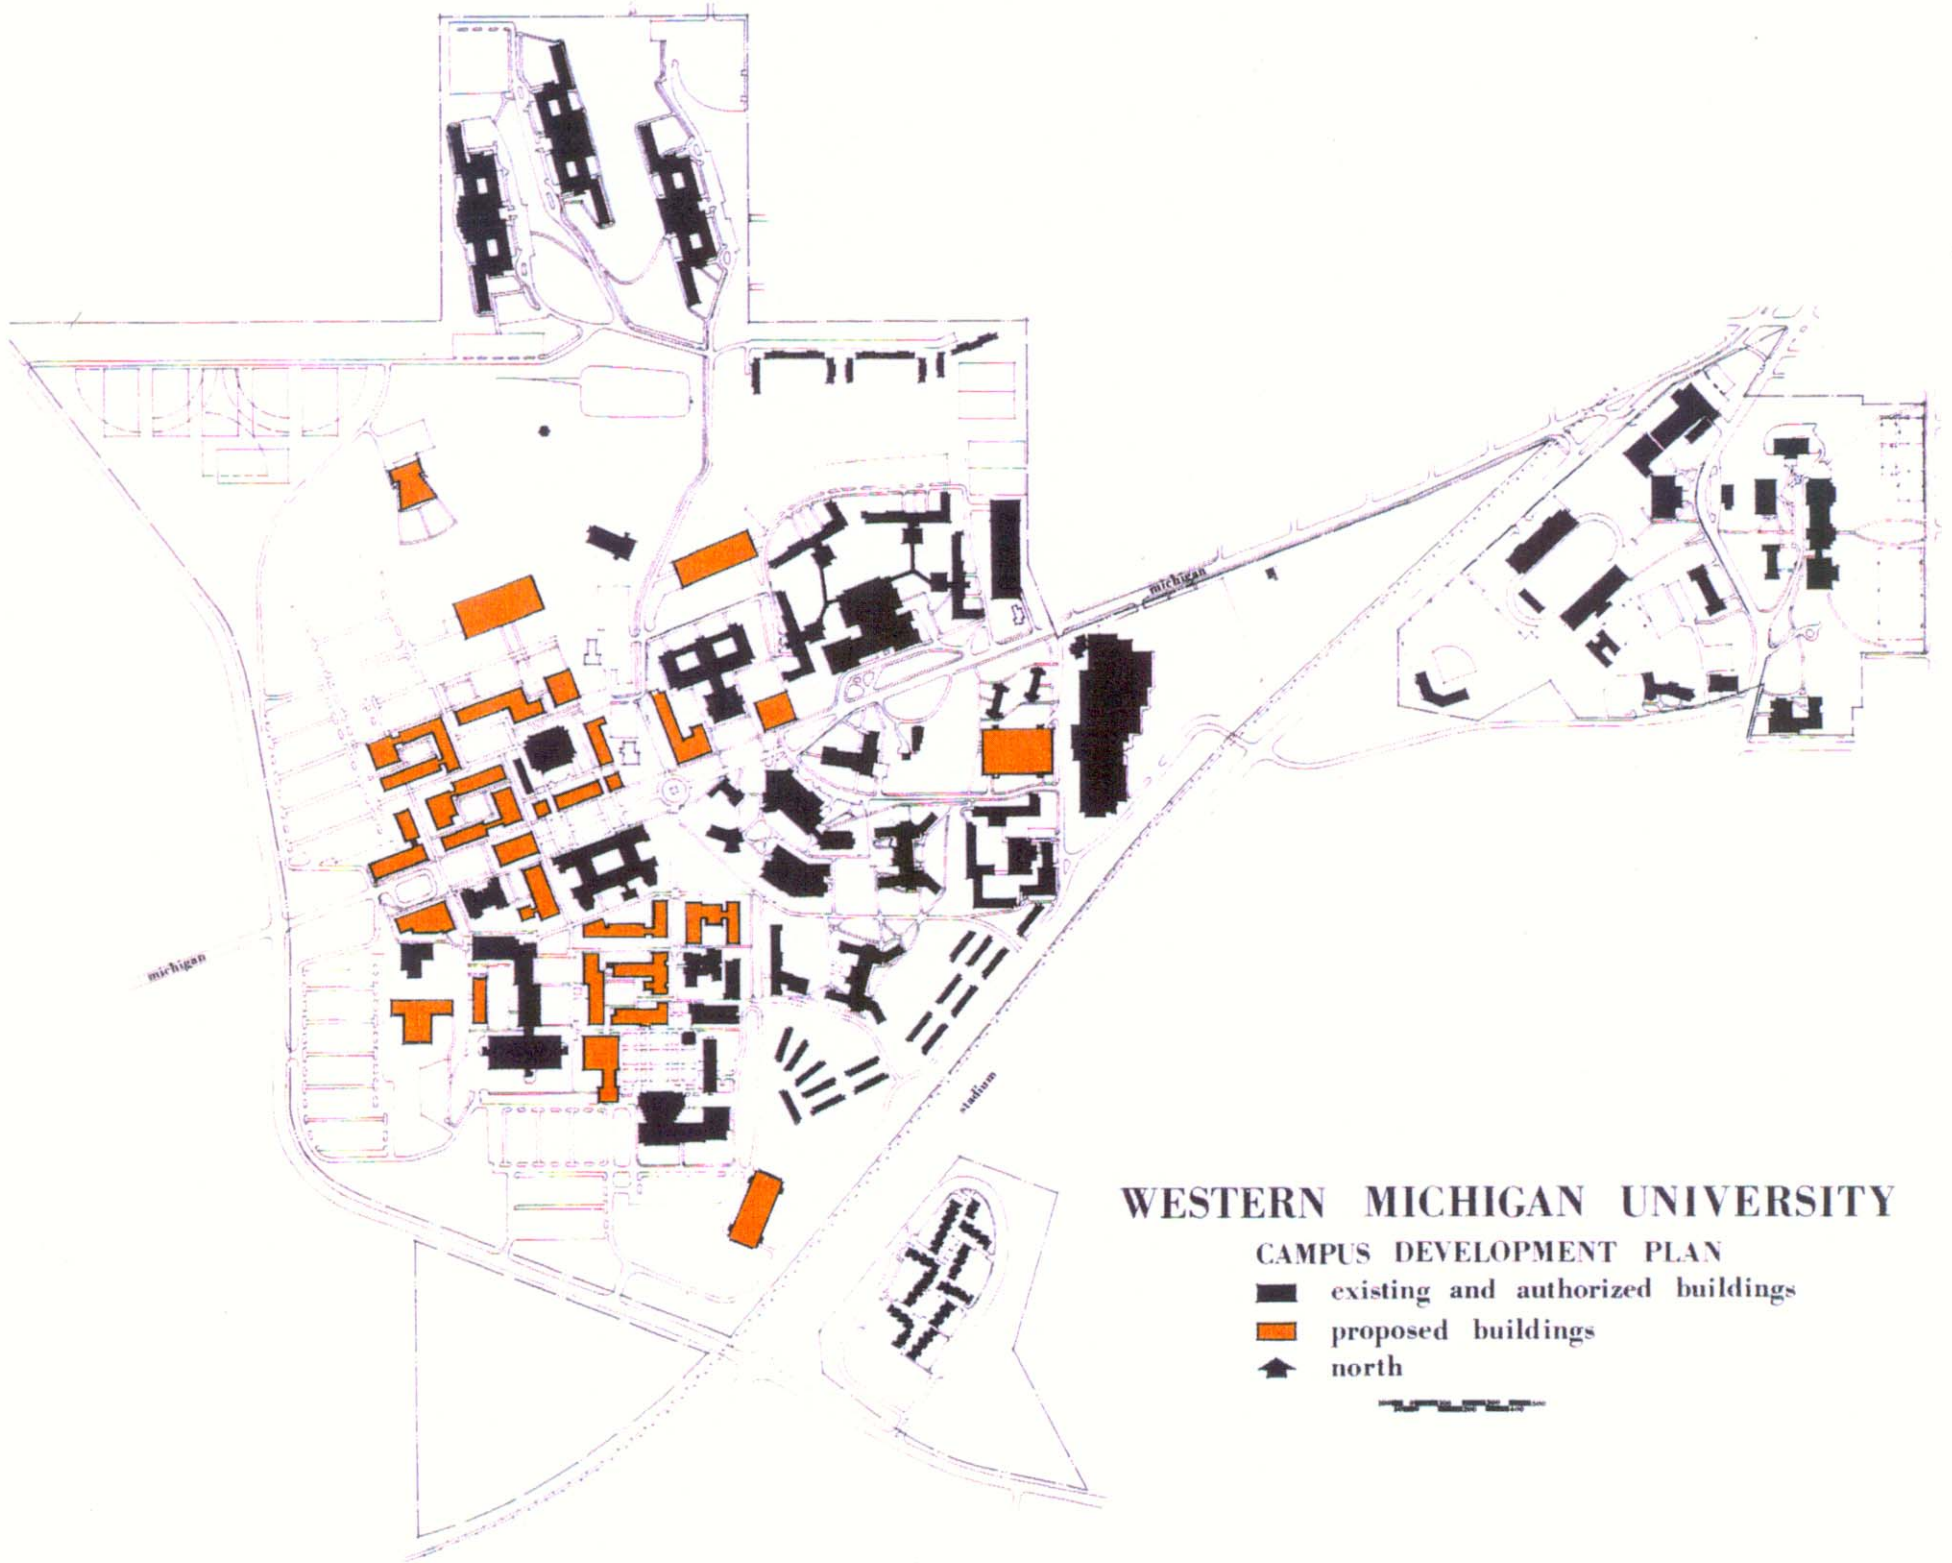 michigan
michigan
stadium
WESTERN MICHIGAN UNIVERSITY
CAMPUS DEVELOPMENT PLAN
existing and authorized buildings
proposed buildings
north